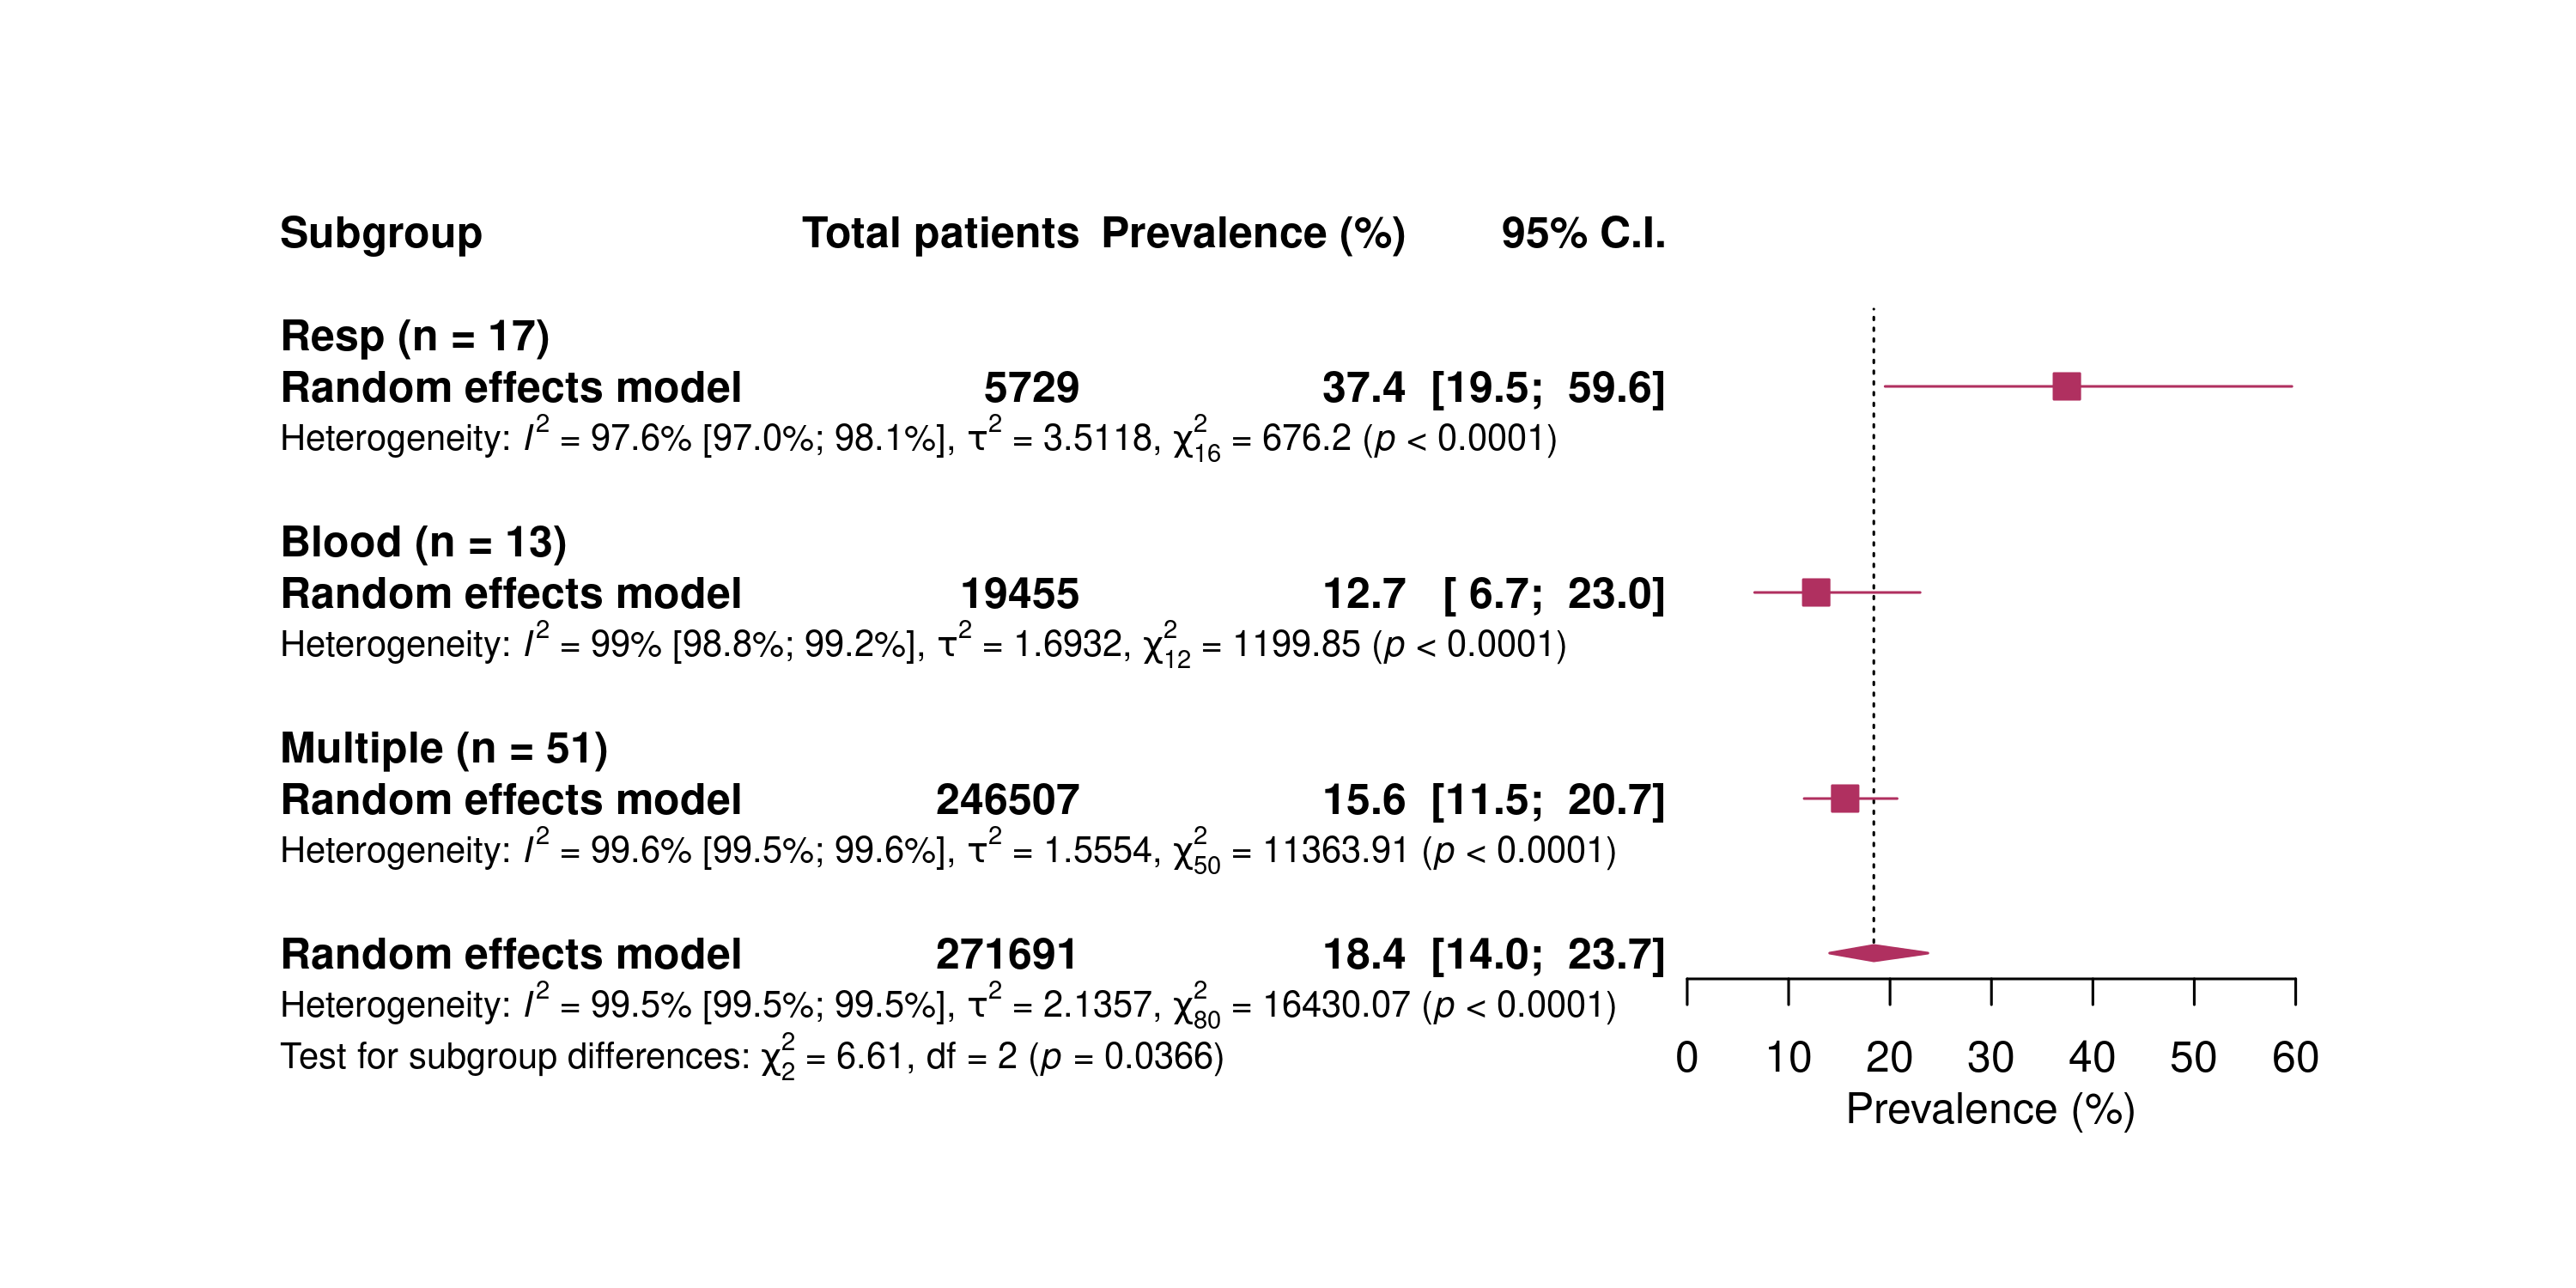 Subgroup Total patients Prevalence (%) 95% C.I.
Resp (n = 17)
Random effects model 5729 37.4 [19.5; 59.6]
Heterogeneity: I² = 97.6% [97.0%; 98.1%], τ² = 3.5118, χ²₁₆ = 676.2 (p < 0.0001)
Blood (n = 13)
Random effects model 19455 12.7 [ 6.7; 23.0]
Heterogeneity: I² = 99% [98.8%; 99.2%], τ² = 1.6932, χ²₁₂ = 1199.85 (p < 0.0001)
Multiple (n = 51)
Random effects model 246507 15.6 [11.5; 20.7]
Heterogeneity: I² = 99.6% [99.5%; 99.6%], τ² = 1.5554, χ²₅₀ = 11363.91 (p < 0.0001)
Random effects model 271691 18.4 [14.0; 23.7]
Heterogeneity: I² = 99.5% [99.5%; 99.5%], τ² = 2.1357, χ²₈₀ = 16430.07 (p < 0.0001)
Test for subgroup differences: χ²₂ = 6.61, df = 2 (p = 0.0366)
0 10 20 30 40 50 60
Prevalence (%)